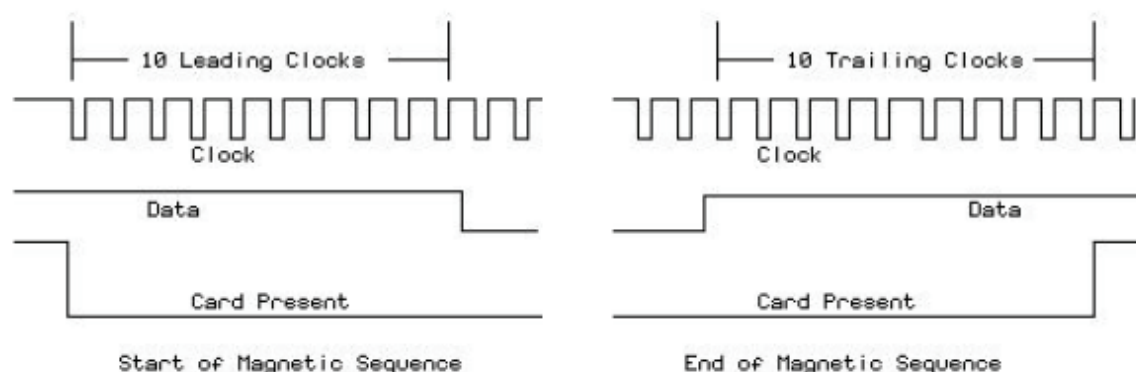 10 Leading Clocks
10 Trailing Clocks
Clock
Clock
Data
Data
Card Present
Card Present
Start of Magnetic Sequence
End of Magnetic Sequence